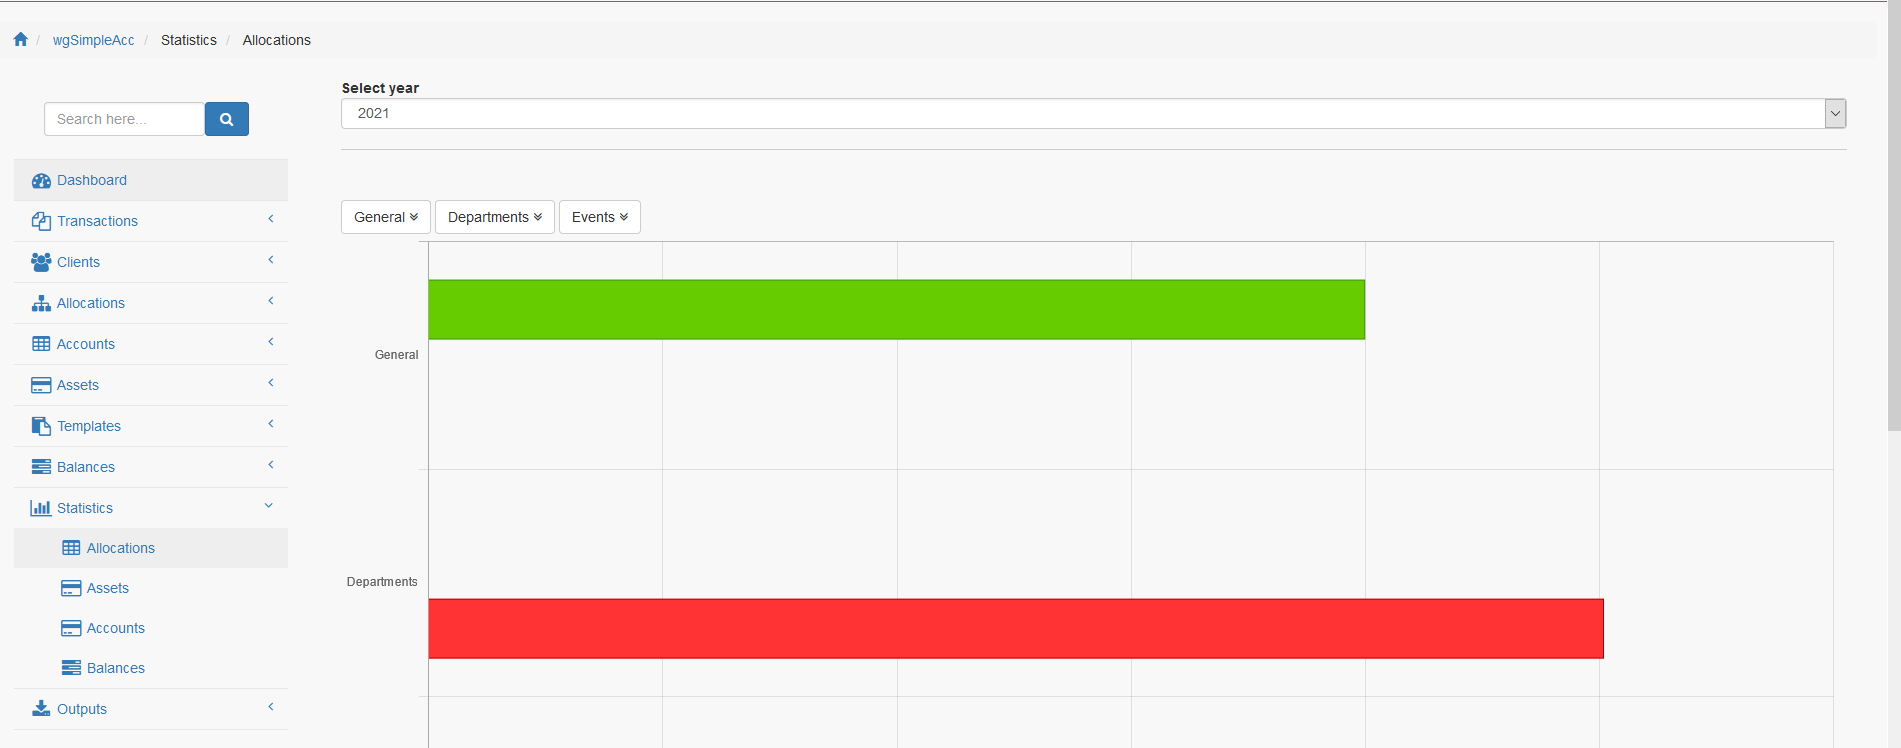 wgSimpleAcc / Statistics / Allocations
Search here...
Dashboard
Transactions
Clients
Allocations
Accounts
Assets
Templates
Balances
Statistics
Allocations
Assets
Accounts
Balances
Outputs
Select year
2021
General Departments Events
General
Departments